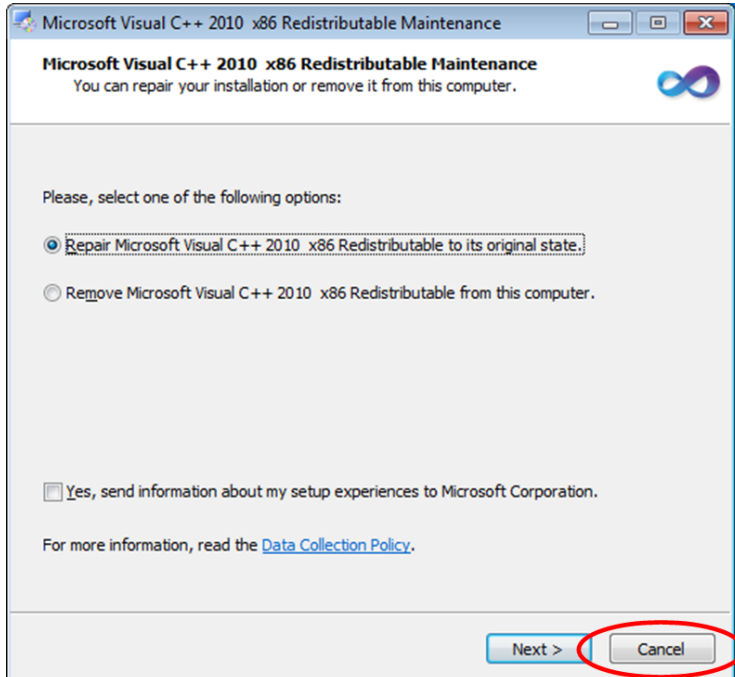 Microsoft Visual C++ 2010 x86 Redistributable Maintenance
Microsoft Visual C++ 2010 x86 Redistributable Maintenance
You can repair your installation or remove it from this computer.
Please, select one of the following options:
Repair Microsoft Visual C++ 2010 x86 Redistributable to its original state.
Remove Microsoft Visual C++ 2010 x86 Redistributable from this computer.
Yes, send information about my setup experiences to Microsoft Corporation.
For more information, read the Data Collection Policy.
Next > Cancel